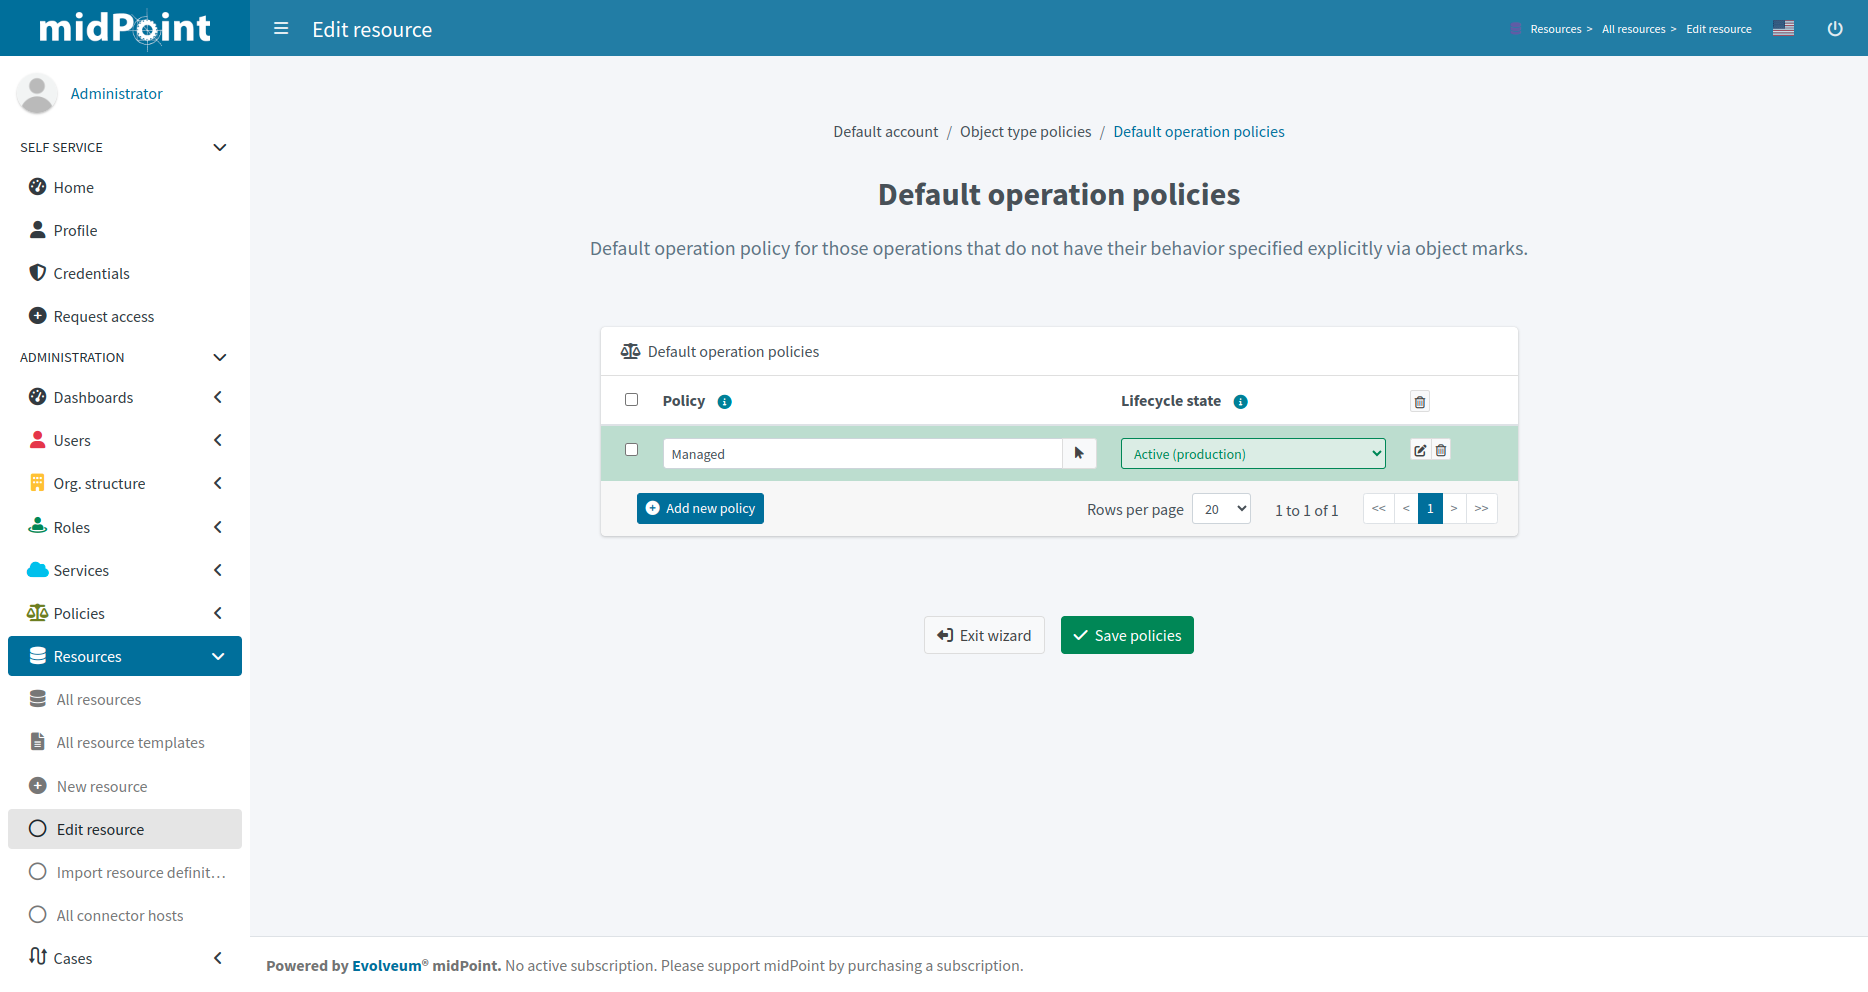 midPoint
Edit resource
Resources > All resources > Edit resource
Administrator
SELF SERVICE
Home
Profile
Credentials
Request access
ADMINISTRATION
Dashboards
Users
Org. structure
Roles
Services
Policies
Resources
All resources
All resource templates
New resource
Edit resource
Import resource definit...
All connector hosts
Cases
Default account / Object type policies / Default operation policies
Default operation policies
Default operation policy for those operations that do not have their behavior specified explicitly via object marks.
Default operation policies
Policy Lifecycle state
Managed Active (production)
Add new policy Rows per page 20 1 to 1 of 1 << < 1 > >>
Exit wizard Save policies
Powered by Evolveum® midPoint. No active subscription. Please support midPoint by purchasing a subscription.